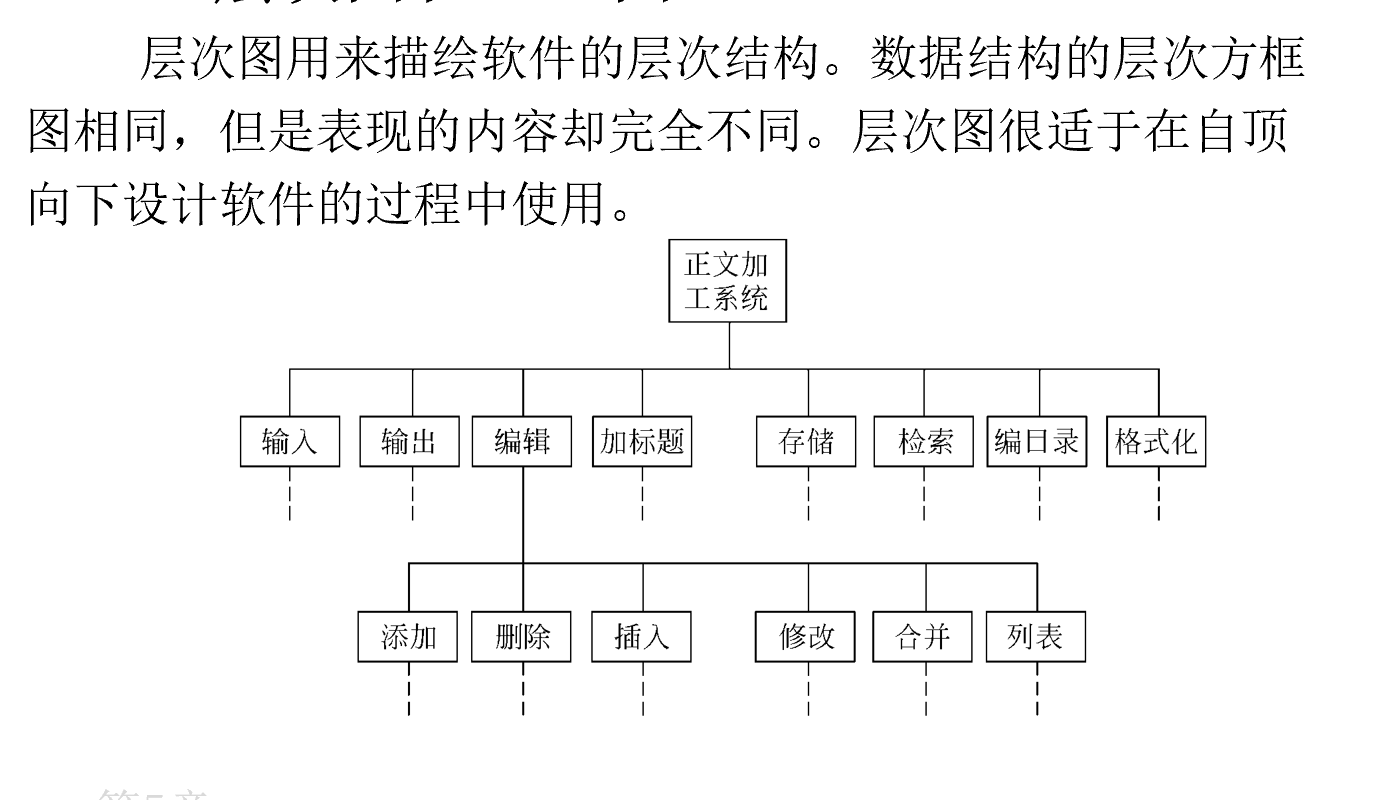 层次图用来描绘软件的层次结构。数据结构的层次方框
图相同，但是表现的内容却完全不同。层次图很适于在自顶
向下设计软件的过程中使用。
正文加
工系统
输入 输出 编辑 加标题 存储 检索 编目录 格式化
添加 删除 插入 修改 合并 列表